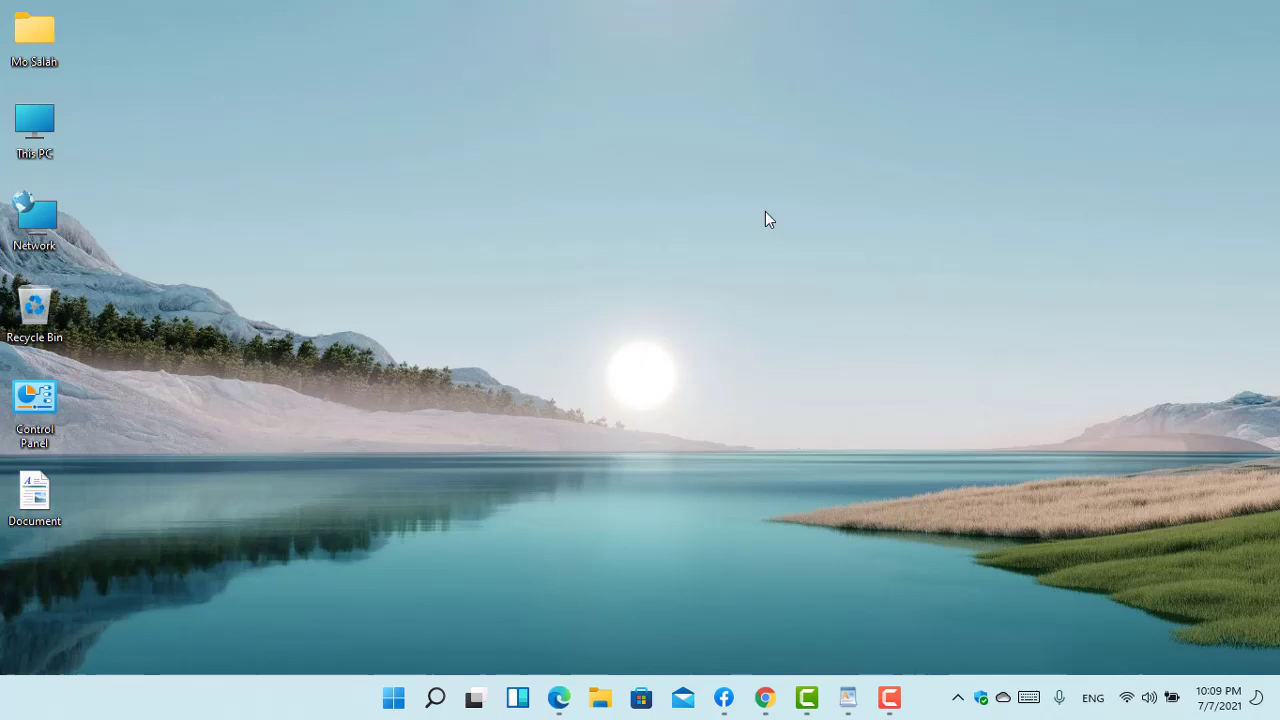 Mo Salah
This PC
Network
Recycle Bin
Control
Panel
Document
ENG
10:09 PM
7/7/2021